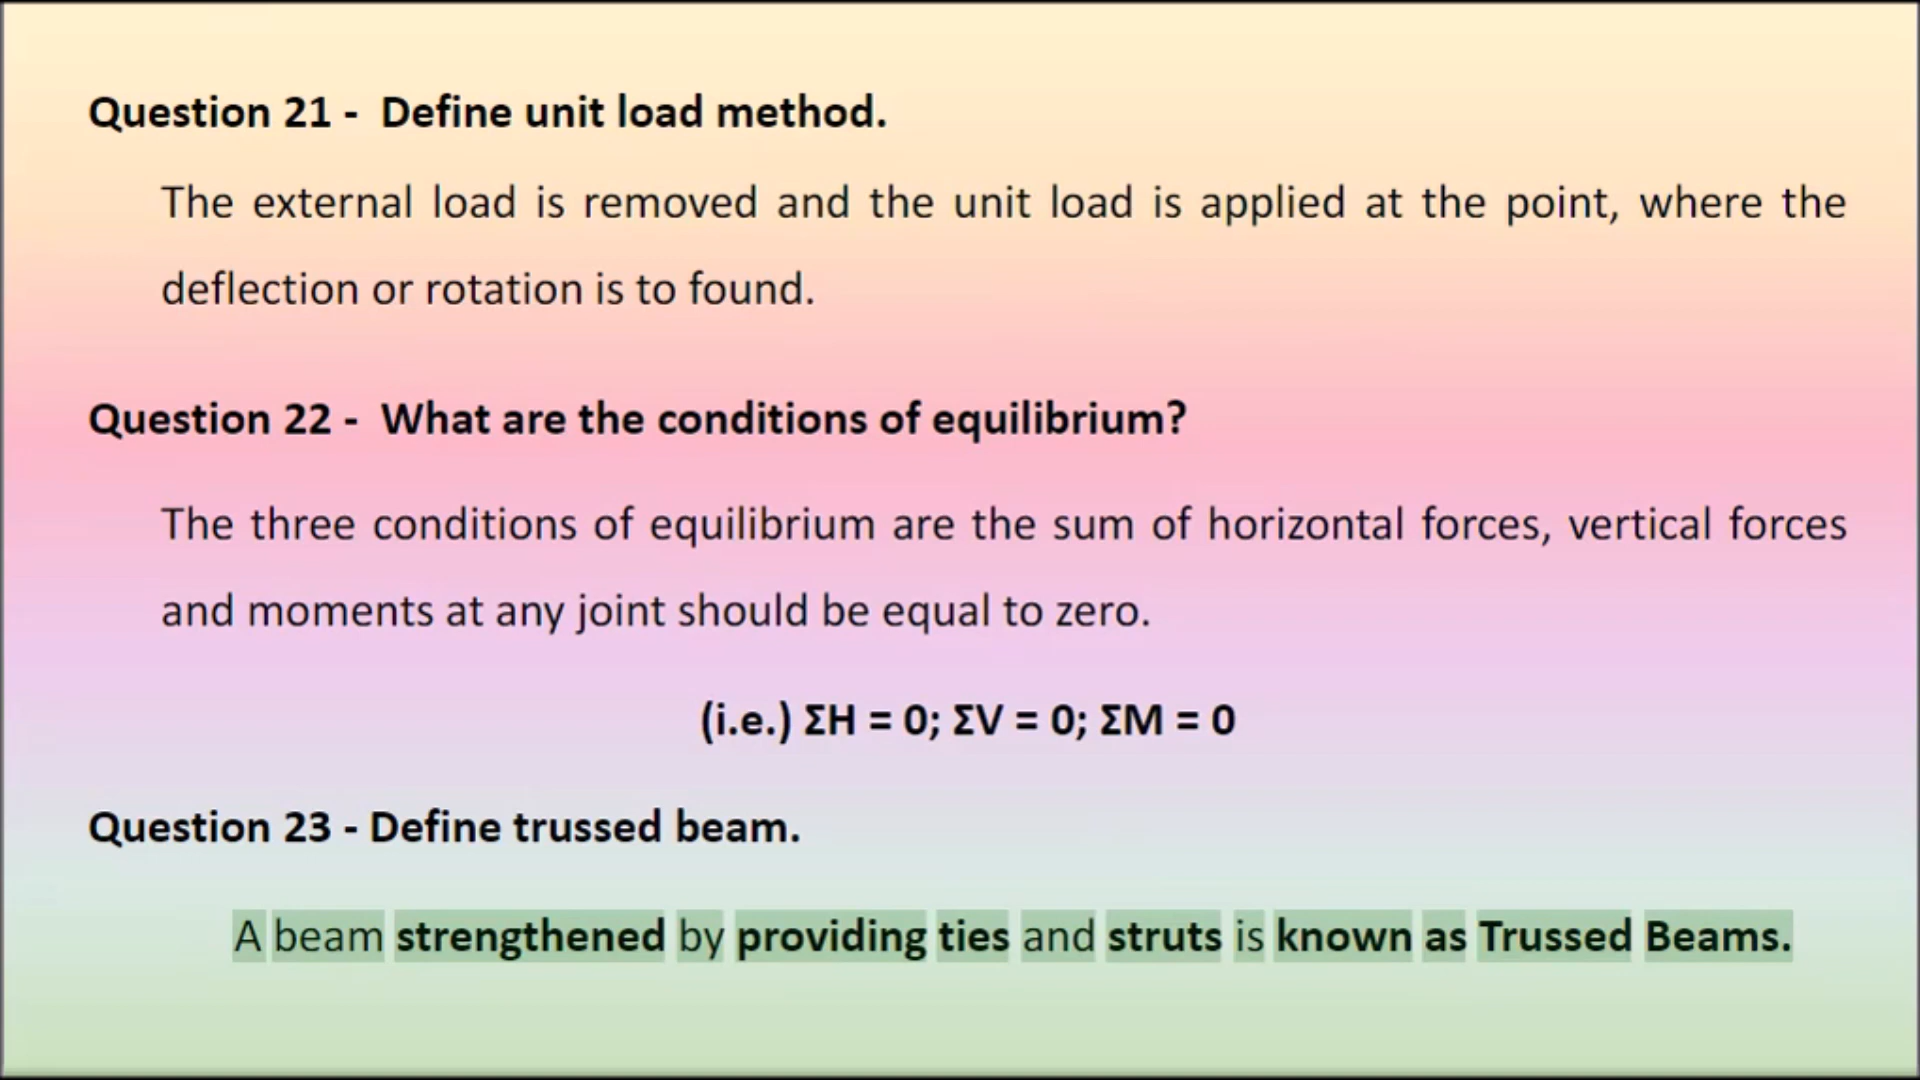 Question 21 - Define unit load method.
The external load is removed and the unit load is applied at the point, where the
deflection or rotation is to found.
Question 22 - What are the conditions of equilibrium?
The three conditions of equilibrium are the sum of horizontal forces, vertical forces
and moments at any joint should be equal to zero.
(i.e.) ΣH = 0; ΣV = 0; ΣM = 0
Question 23 - Define trussed beam.
A beam strengthened by providing ties and struts is known as Trussed Beams.